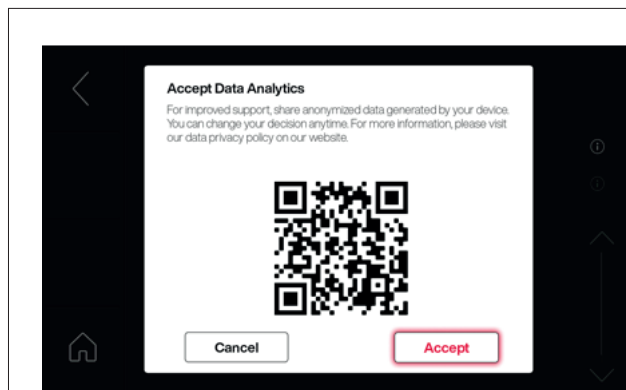 Accept Data Analytics
For improved support, share anonymized data generated by your device.
You can change your decision anytime. For more information, please visit
our data privacy policy on our website.
Cancel
Accept